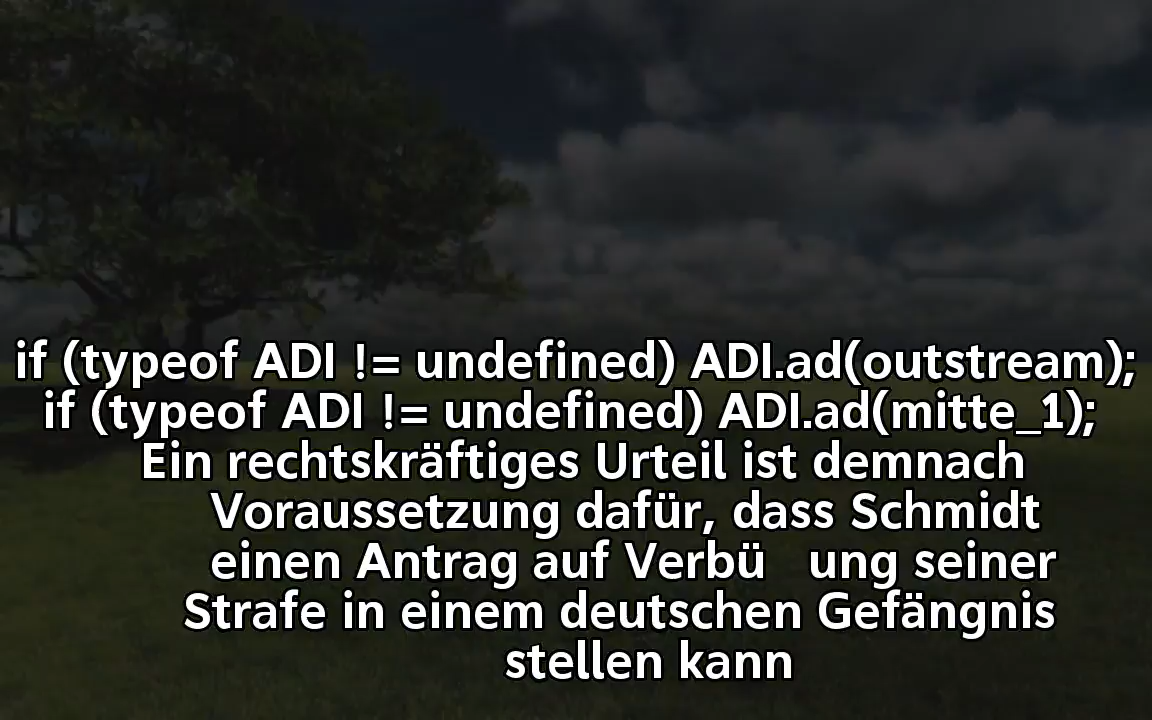 if (typeof ADI != undefined) ADI.ad(outstream);
if (typeof ADI != undefined) ADI.ad(mitte_1);
Ein rechtskräftiges Urteil ist demnach
Voraussetzung dafür, dass Schmidt
einen Antrag auf Verbü ung seiner
Strafe in einem deutschen Gefängnis
stellen kann